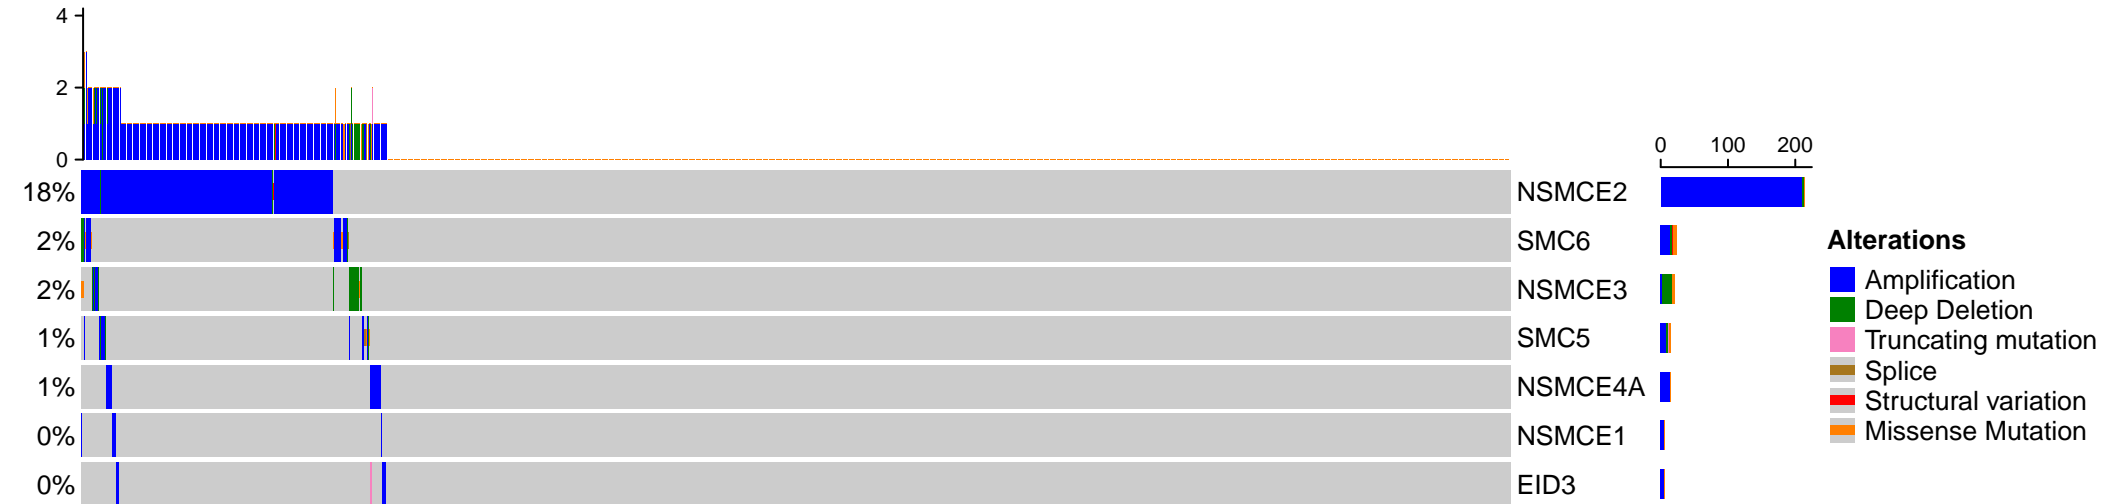 4
2
0
0 100 200
18% NSMCE2
2% SMC6
2% NSMCE3
1% SMC5
1% NSMCE4A
0% NSMCE1
0% EID3
Alterations
Amplification
Deep Deletion
Truncating mutation
Splice
Structural variation
Missense Mutation